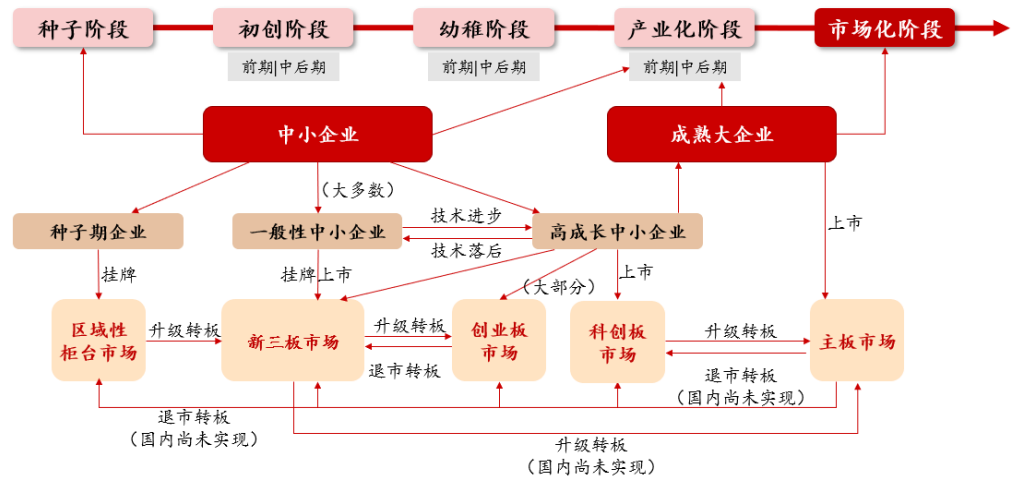 种子阶段
初创阶段
幼稚阶段
产业化阶段
市场化阶段
前期|中后期
前期|中后期
前期|中后期
中小企业
成熟大企业
（大多数）
种子期企业
一般性中小企业
技术进步
技术落后
高成长中小企业
上市
挂牌
挂牌上市
（大部分）
上市
区域性
柜台市场
升级转板
新三板市场
升级转板
退市转板
创业板
市场
科创板
市场
升级转板
退市转板
（国内尚未实现）
主板市场
退市转板
（国内尚未实现）
升级转板
（国内尚未实现）